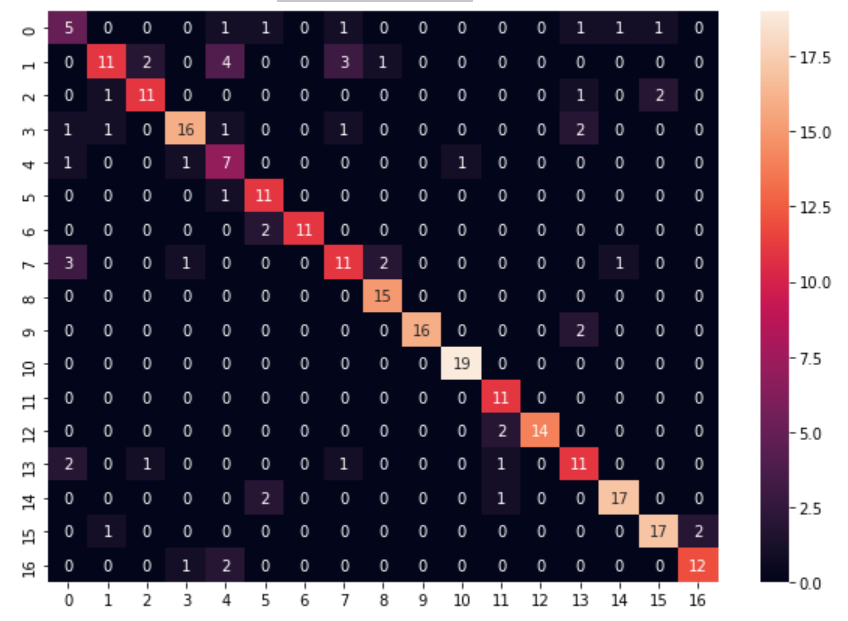 0 5 0 0 0 1 1 0 1 0 0 0 0 0 1 1 1 0
17.5
1 0 11 2 0 4 0 0 3 1 0 0 0 0 0 0 0 0
2 0 1 11 0 0 0 0 0 0 0 0 0 0 1 0 2 0
15.0
3 1 1 0 16 1 0 0 1 0 0 0 0 0 2 0 0 0
4 1 0 0 1 7 0 0 0 0 0 1 0 0 0 0 0 0
12.5
5 0 0 0 0 1 11 0 0 0 0 0 0 0 0 0 0 0
6 0 0 0 0 0 2 11 0 0 0 0 0 0 0 0 0 0
10.0
7 3 0 0 1 0 0 0 11 2 0 0 0 0 0 1 0 0
8 0 0 0 0 0 0 0 0 15 0 0 0 0 0 0 0 0
9 0 0 0 0 0 0 0 0 0 16 0 0 0 2 0 0 0
7.5
10 0 0 0 0 0 0 0 0 0 0 19 0 0 0 0 0 0
11 0 0 0 0 0 0 0 0 0 0 0 11 0 0 0 0 0
12 0 0 0 0 0 0 0 0 0 0 0 2 14 0 0 0 0
5.0
13 2 0 1 0 0 0 0 1 0 0 0 1 0 11 0 0 0
14 0 0 0 0 0 2 0 0 0 0 0 1 0 0 17 0 0
2.5
15 0 1 0 0 0 0 0 0 0 0 0 0 0 0 0 17 2
16 0 0 0 1 2 0 0 0 0 0 0 0 0 0 0 0 12
0.0
0 1 2 3 4 5 6 7 8 9 10 11 12 13 14 15 16